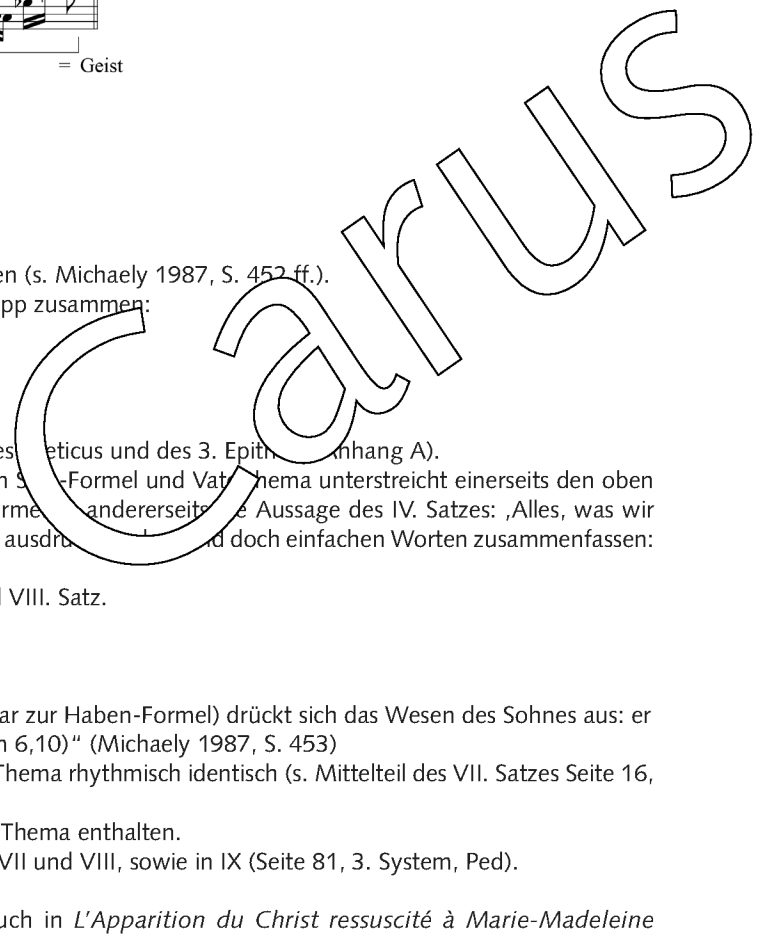 = Geist
en (s. Michaely 1987, S. 452 ff.).
pp zusammen:
Carus
es eticus und des 3. Epith nhang A).
n S -Formel und Vat hema unterstreicht einerseits den oben
rme andererseits e Aussage des IV. Satzes: ‚Alles, was wir
ausdru d doch einfachen Worten zusammenfassen:
VIII. Satz.
ar zur Haben-Formel) drückt sich das Wesen des Sohnes aus: er
n 6,10)“ (Michaely 1987, S. 453)
Thema rhythmisch identisch (s. Mittelteil des VII. Satzes Seite 16,
Thema enthalten.
VII und VIII, sowie in IX (Seite 81, 3. System, Ped).
uch in L’Apparition du Christ ressuscité à Marie-Madeleine